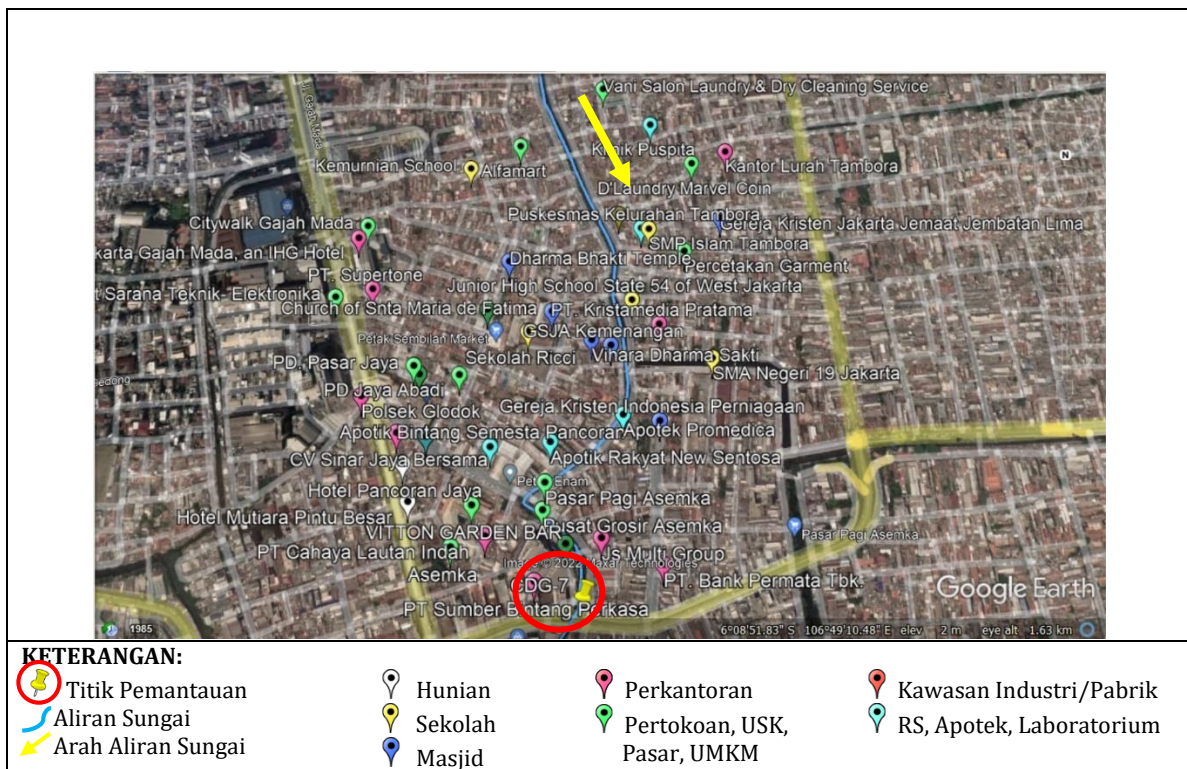 Jl. Gajah Mada
Vani Salon Laundry & Dry Cleaning Service
Klinik Puspita
Kantor Lurah Tambora
N
Kemurnian School
Alfamart
D'Laundry Marvel Coin
Puskesmas Kelurahan Tambora
Gereja Kristen Jakarta Jemaat Jembatan Lima
Citywalk Gajah Mada
SMP Islam Tambora
karta Gajah Mada, an IHG Hotel
Dharma Bhakti Temple
Percetakan Garment
PT. Supertone
Junior High School State 54 of West Jakarta
t Sarana Teknik- Elektronika
Church of Snta Maria de Fatima
PT. Kristamedia Pratama
Petak Sembilan Market
GSJA Kemenangan
Sekolah Ricci
Vihara Dharma Sakti
PD. Pasar Jaya
SMA Negeri 19 Jakarta
PD Jaya Abadi
Polsek Glodok
Gereja Kristen Indonesia Perniagaan
Apotik Bintang Semesta Pancoran
Apotek Promedica
CV Sinar Jaya Bersama
Apotik Rakyat New Sentosa
Hotel Pancoran Jaya
Pasar Pagi Asemka
Hotel Mutiara Pintu Besar
VITTON GARDEN BAR
Pusat Grosir Asemka
Pasar Pagi Asemka
PT Cahaya Lautan Indah
Js Multi Group
Image © 2022 Maxar Technologies
Asemka
CDG-7
PT. Bank Permata Tbk.
Google Earth
PT Sumber Bintang Perkasa
1985
6°08'51.83" S 106°49'10.48" E elev 2 m eye alt 1.63 km
KETERANGAN:
Titik Pemantauan
Hunian
Perkantoran
Kawasan Industri/Pabrik
Aliran Sungai
Sekolah
Pertokoan, USK,
Pasar, UMKM
RS, Apotek, Laboratorium
Arah Aliran Sungai
Masjid